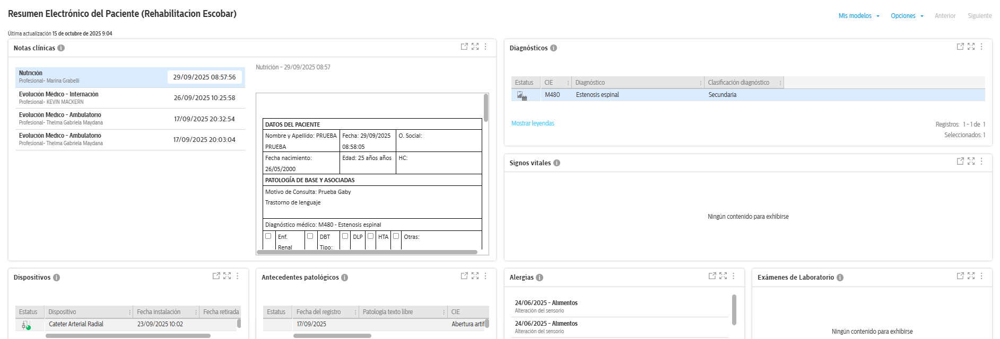 Resumen Electrónico del Paciente (Rehabilitacion Escobar)
Mis modelos Opciones Anterior Siguiente
Última actualización 15 de octubre de 2025 9:04
Notas clínicas
Nutrición
Profesional- Marina Grabelli
29/09/2025 08:57:56
Evolución Médico - Internación
Profesional- KEVIN MACKERN
26/09/2025 10:25:58
Evolución Medico - Ambulatorio
Profesional- Thelma Gabriela Maydana
17/09/2025 20:32:54
Evolución Medico - Ambulatorio
Profesional- Thelma Gabriela Maydana
17/09/2025 20:03:04
Nutrición - 29/09/2025 08:57
DATOS DEL PACIENTE
Nombre y Apellido: PRUEBA
PRUEBA
Fecha: 29/09/2025
08:58:05
O. Social:
Fecha nacimiento:
26/05/2000
Edad: 25 años años
HC:
PATOLOGÍA DE BASE Y ASOCIADAS
Motivo de Consulta: Prueba Gaby
Trastorno de lenguaje
Diagnóstico médico: M480 - Estenosis espinal
Enf.
Renal
DBT
Tipo:
DLP
HTA
Otras:
Diagnósticos
Estatus CIE Diagnóstico Clasificación diagnóstico
M480 Estenosis espinal Secundaria
Mostrar leyendas
Registros: 1 - 1 de 1
Seleccionados: 1
Signos vitales
Ningún contenido para exhibirse
Dispositivos
Estatus Dispositivo Fecha instalación Fecha retirada
Cateter Arterial Radial 23/09/2025 10:02
Antecedentes patológicos
Estatus Fecha del registro Patología texto libre CIE
17/09/2025 Abertura artif
Alergias
24/06/2025 - Alimentos
Alteración del sensorio
24/06/2025 - Alimentos
Alteración del sensorio
Exámenes de Laboratorio
Ningún contenido para exhibirse